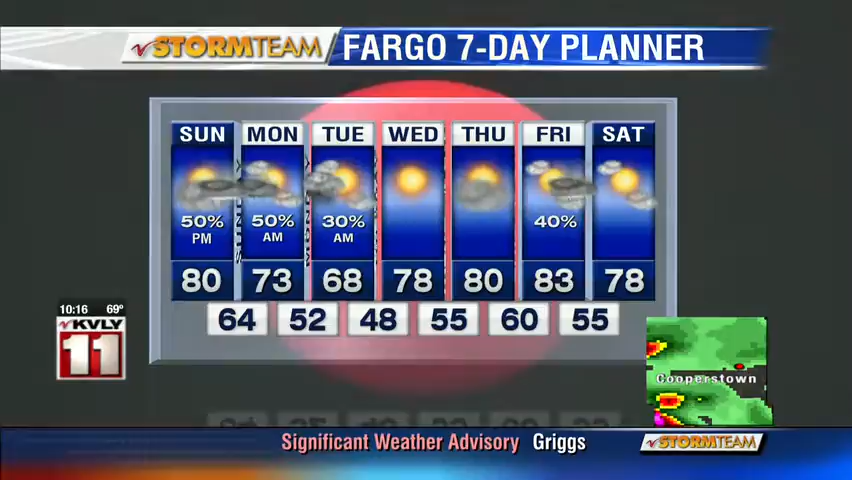 STORMTEAM FARGO 7-DAY PLANNER
SUN MON TUE WED THU FRI SAT
50% 50% 30% 40%
PM AM AM
80 73 68 78 80 83 78
64 52 48 55 60 55
10:16 69º
KVLY
11
Cooperstown
Significant Weather Advisory Griggs STORMTEAM